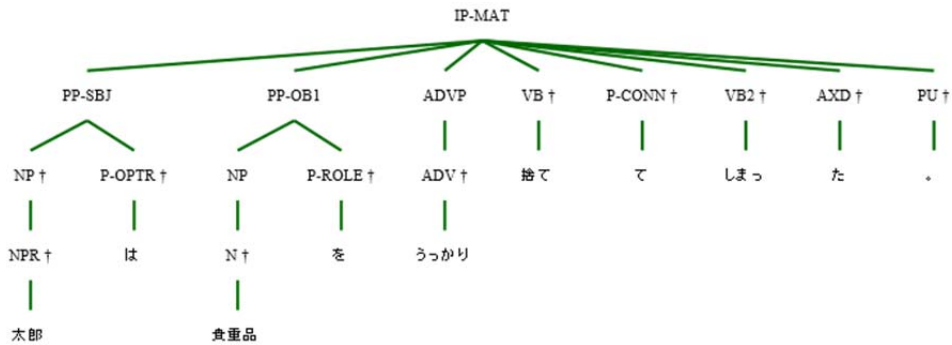 IP-MAT
PP-SBJ PP-OB1 ADVP VB † P-CONN † VB2 † AXD † PU †
NP † P-OPTR † NP P-ROLE † ADV † 捨て て しまっ た 。
NPR † は N † を うっかり
太郎 貴重品